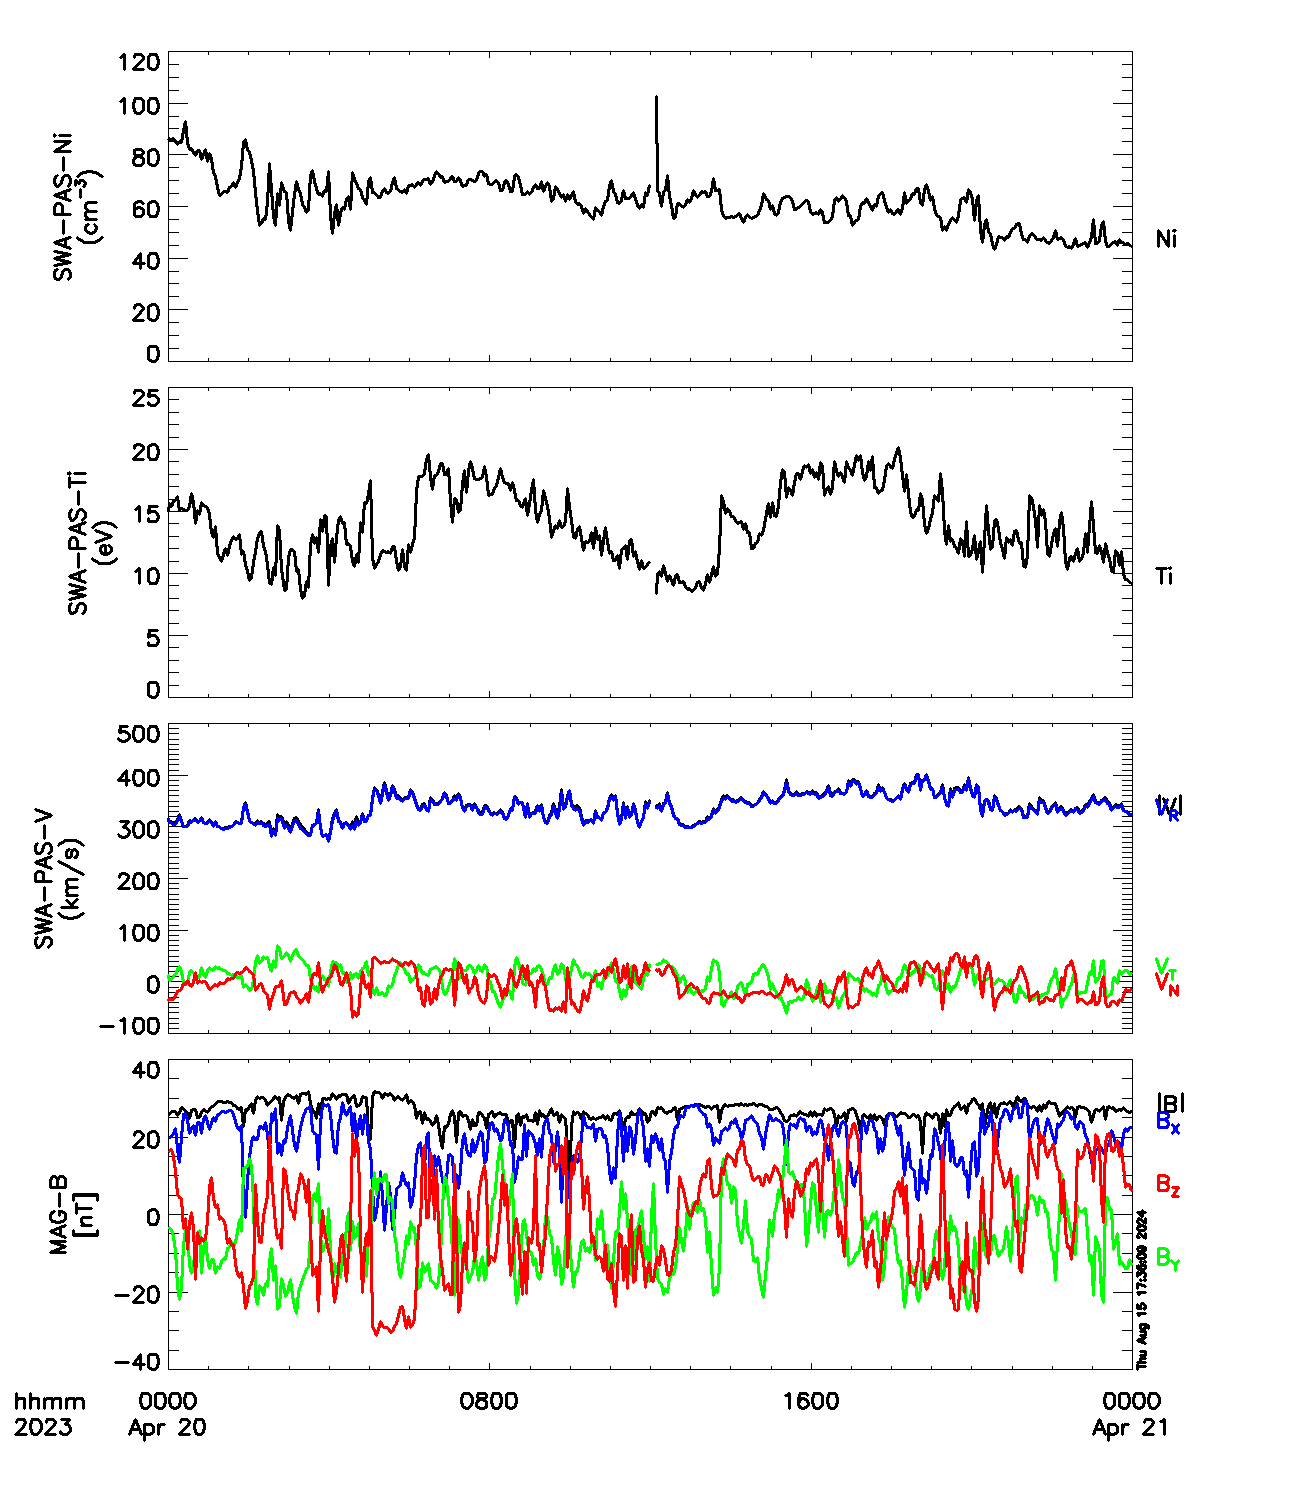 120
100
80
60
40
20
0
SWA-PAS-Ni
(cm⁻³)
Ni
25
20
15
10
5
0
SWA-PAS-Ti
(eV)
Ti
500
400
300
200
100
0
-100
SWA-PAS-V
(km/s)
|V|
V_R
V_T
V_N
40
20
0
-20
-40
MAG-B
[nT]
|B|
B_X
B_Z
B_Y
Thu Aug 15 17:36:09 2024
hhmm 0000 0800 1600 0000
2023 Apr 20 Apr 21